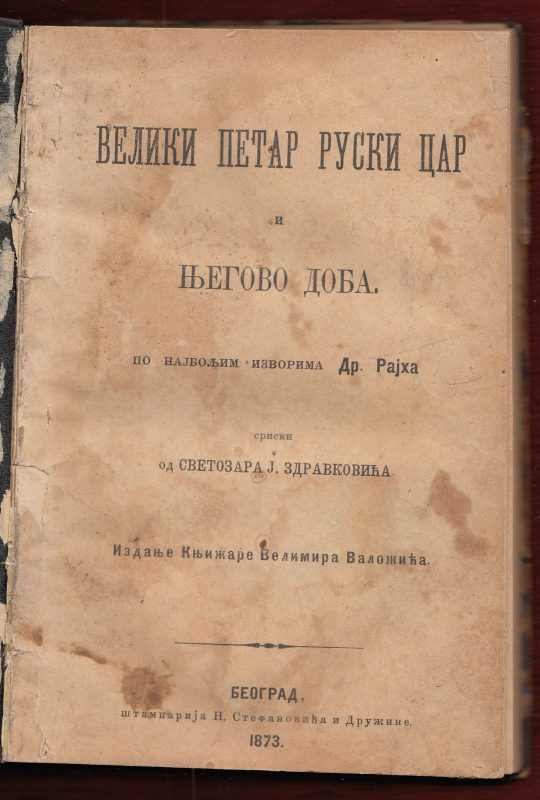 ВЕЛИКИ ПЕТАР РУСКИ ЦАР
И
ЊЕГОВО ДОБА.
ПО НАЈБОЉИМ ИЗВОРИМА Др. Рајха
СРПСКИ
ОД СВЕТОЗАРА Ј. ЗДРАВКОВИЋА
Издање Књижаре Велимира Валожића.
БЕОГРАД,
штампарија Н. Стефановића и Дружине.
1873.